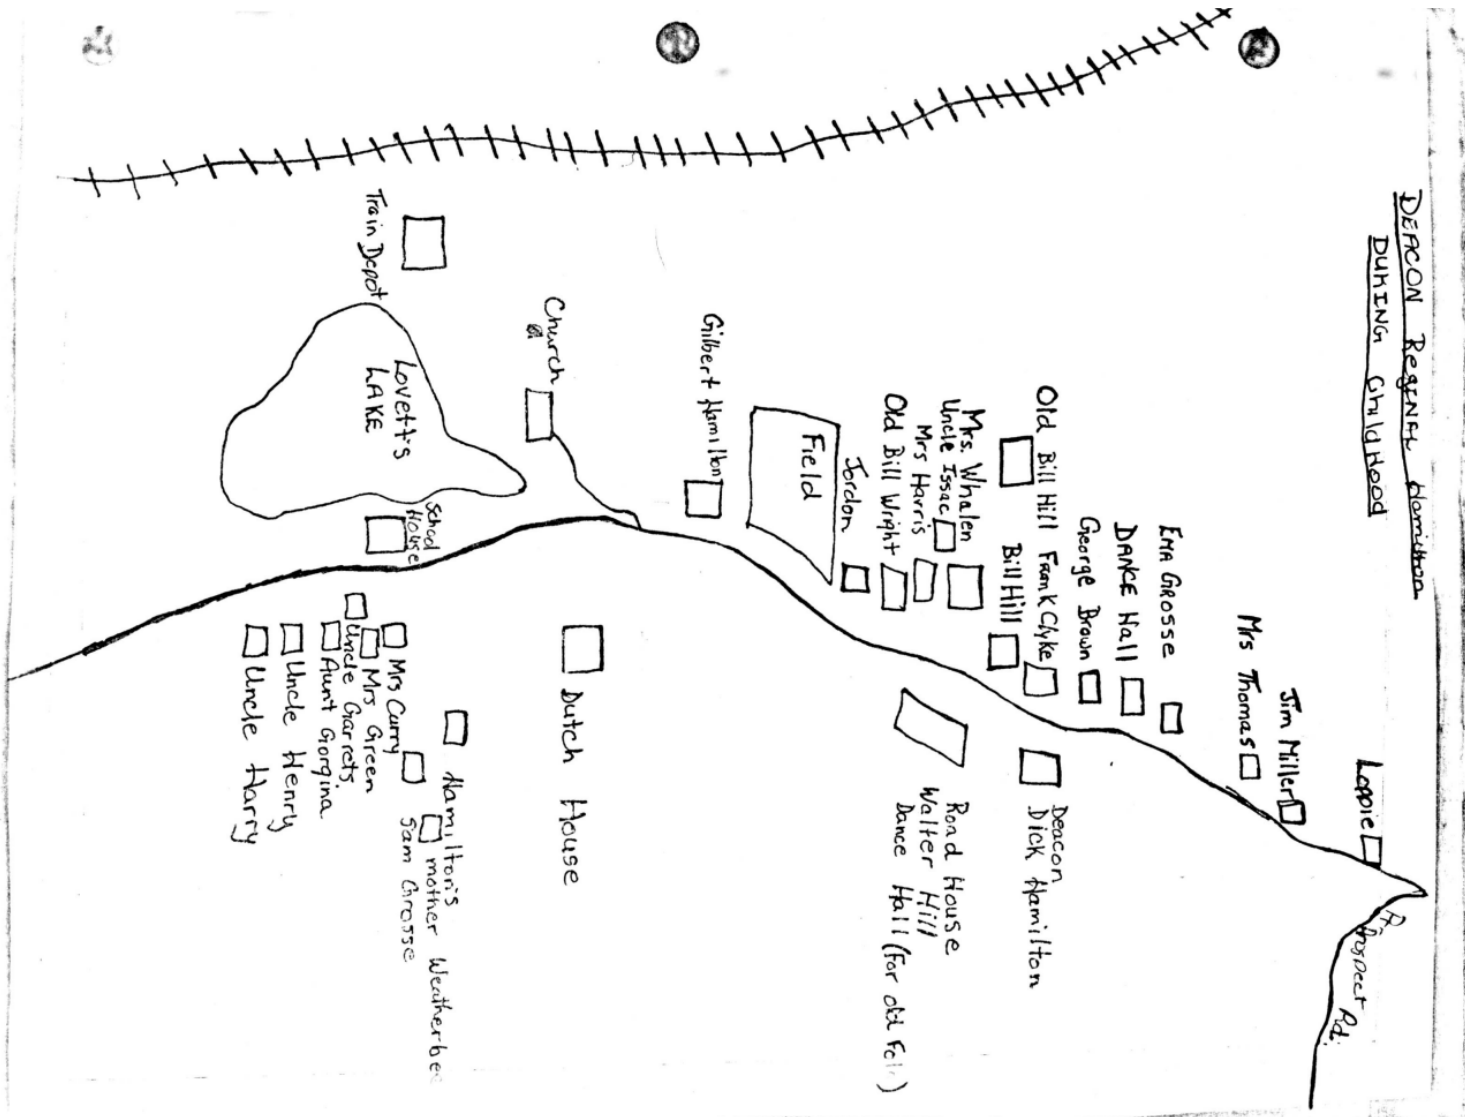 DEACON Reginal Hamilton
DURING Childhood
R. Prospect Rd.
Loppie
Jim Miller
Mrs Thomas
Ema Grosse
DANCE Hall
George Brown
Frank Clyke
Old Bill Hill
Bill Hill
Deacon
Dick Hamilton
Mrs. Whalen
Uncle Issac
Mrs Harris
Old Bill Wright
Jordon
Road House
Walter Hill
Dance Hall (For old Fol
Field
Gilbert Hamilton
Church
Dutch House
Train Depot
Lovett's
LAKE
School
House
Hamilton's
mother Weatherbee
Sam Grosse
Mrs Curry
Mrs Green
Uncle Garrets
Aunt Gorgina
Uncle Henry
Uncle Harry